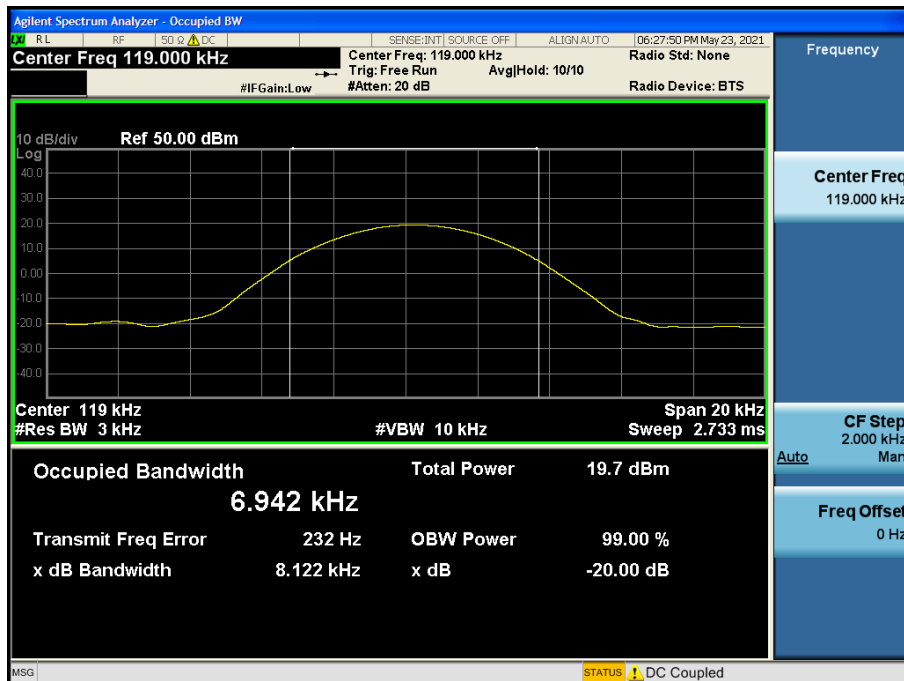 Agilent Spectrum Analyzer - Occupied BW
LXI RL RF 50 Ω DC SENSE:INT SOURCE OFF ALIGN AUTO 06:27:50 PM May 23, 2021
Center Freq 119.000 kHz
Center Freq: 119.000 kHz Radio Std: None
Trig: Free Run Avg|Hold: 10/10
#IFGain:Low #Atten: 20 dB Radio Device: BTS
10 dB/div Ref 50.00 dBm
Log
40.0
30.0
20.0
10.0
0.00
-10.0
-20.0
-30.0
-40.0
Center 119 kHz Span 20 kHz
#Res BW 3 kHz #VBW 10 kHz Sweep 2.733 ms
Occupied Bandwidth Total Power 19.7 dBm
6.942 kHz
Transmit Freq Error 232 Hz OBW Power 99.00 %
x dB Bandwidth 8.122 kHz x dB -20.00 dB
Frequency
Center Freq
119.000 kHz
CF Step
2.000 kHz
Auto Man
Freq Offset
0 Hz
MSG STATUS DC Coupled